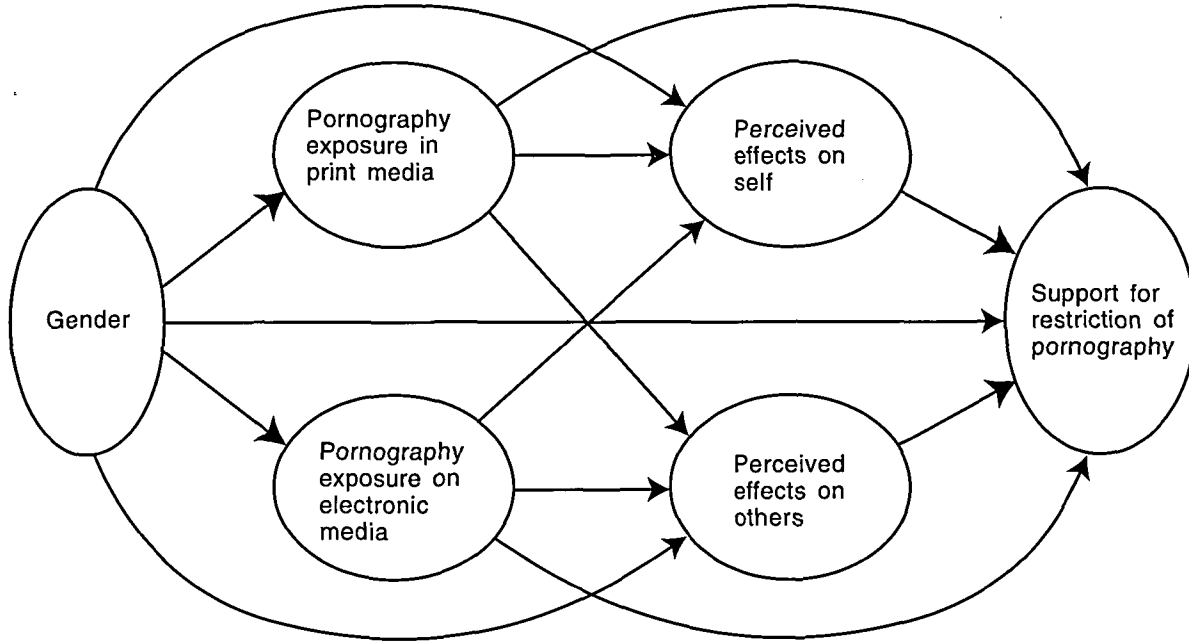 Pornography
exposure in
print media
Perceived
effects on
self
Gender
Support for
restriction of
pornography
Pornography
exposure on
electronic
media
Perceived
effects on
others